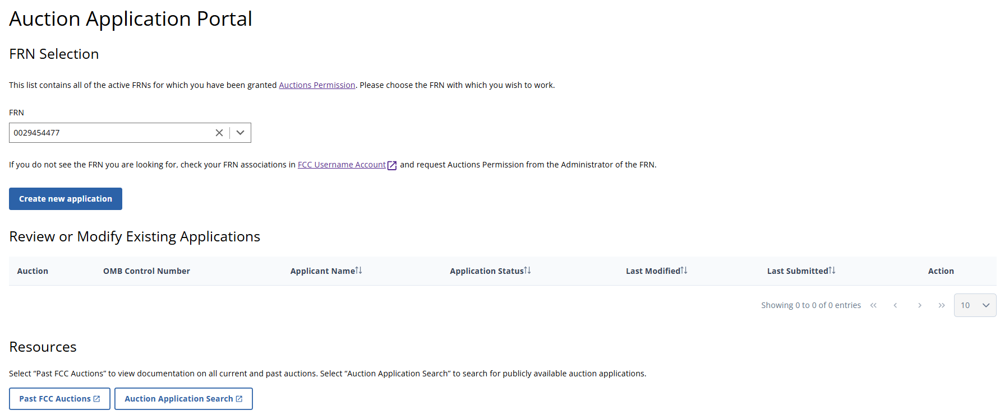 Auction Application Portal
FRN Selection
This list contains all of the active FRNs for which you have been granted Auctions Permission. Please choose the FRN with which you wish to work.
FRN
0029454477
If you do not see the FRN you are looking for, check your FRN associations in FCC Username Account and request Auctions Permission from the Administrator of the FRN.
Create new application
Review or Modify Existing Applications
Auction OMB Control Number Applicant Name Application Status Last Modified Last Submitted Action
Showing 0 to 0 of 0 entries 10
Resources
Select “Past FCC Auctions” to view documentation on all current and past auctions. Select “Auction Application Search” to search for publicly available auction applications.
Past FCC Auctions Auction Application Search